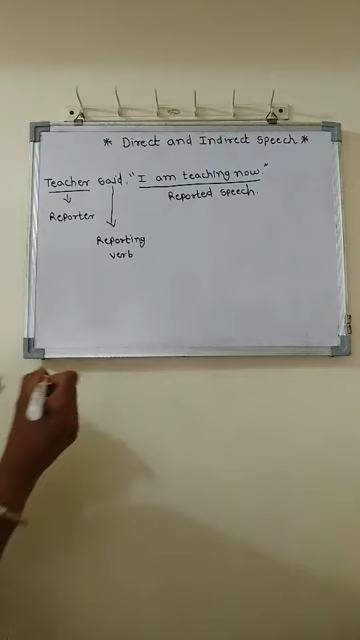 * Direct and Indirect Speech *
Teacher said, "I am teaching now."
Reporter
Reported speech.
Reporting
verb